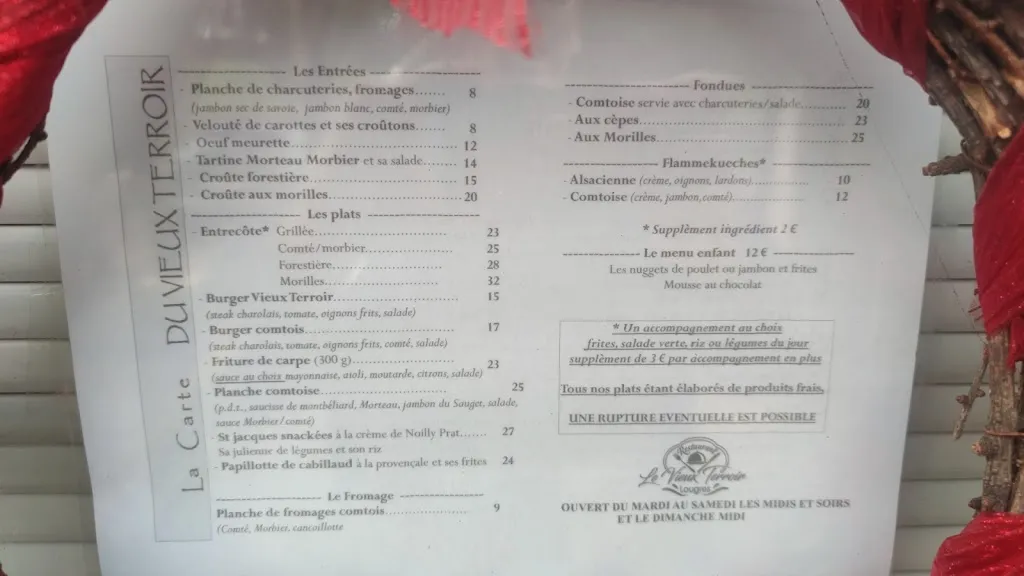 La Carte DU VIEUX TERROIR
Les Entrées
- Planche de charcuteries, fromages....... 8
(jambon sec de savoie, jambon blanc, comté, morbier)
- Velouté de carottes et ses croûtons...... 8
- Oeuf meurette 12
- Tartine Morteau Morbier et sa salade....... 14
- Croûte forestière 15
- Croûte aux morilles 20
Les plats
- Entrecôte* Grillée 23
Comté/morbier 25
Forestière 28
Morilles 32
- Burger Vieux Terroir 15
(steak charolais, tomate, oignons frits, salade)
- Burger comtois 17
(steak charolais, tomate, oignons frits, comté, salade)
- Friture de carpe (300 g) 23
(sauce au choix mayonnaise, aioli, moutarde, citrons, salade)
- Planche comtoise 25
(p.d.t., saucisse de montbéliard, Morteau, jambon du Sauget, salade,
sauce Morbier/comté)
- St jacques snackées à la crème de Noilly Prat...... 27
Sa julienne de légumes et son riz
- Papillotte de cabillaud à la provençale et ses frites 24
Le Fromage
Planche de fromages comtois 9
(Comté, Morbier, cancaillotte
Fondues
- Comtoise servie avec charcuteries/salade 20
- Aux cèpes 23
- Aux Morilles 25
Flammekueches*
- Alsacienne (crème, oignons, lardons) 10
- Comtoise (crème, jambon, comté) 12
* Supplément ingrédient 2 €
Le menu enfant 12 €
Les nuggets de poulet ou jambon et frites
Mousse au chocolat
* Un accompagnement au choix
frites, salade verte, riz ou légumes du jour
supplément de 3 € par accompagnement en plus
Tous nos plats étant élaborés de produits frais,
UNE RUPTURE EVENTUELLE EST POSSIBLE
Restaurant
Le Vieux Terroir
Lougres
OUVERT DU MARDI AU SAMEDI LES MIDIS ET SOIRS
ET LE DIMANCHE MIDI